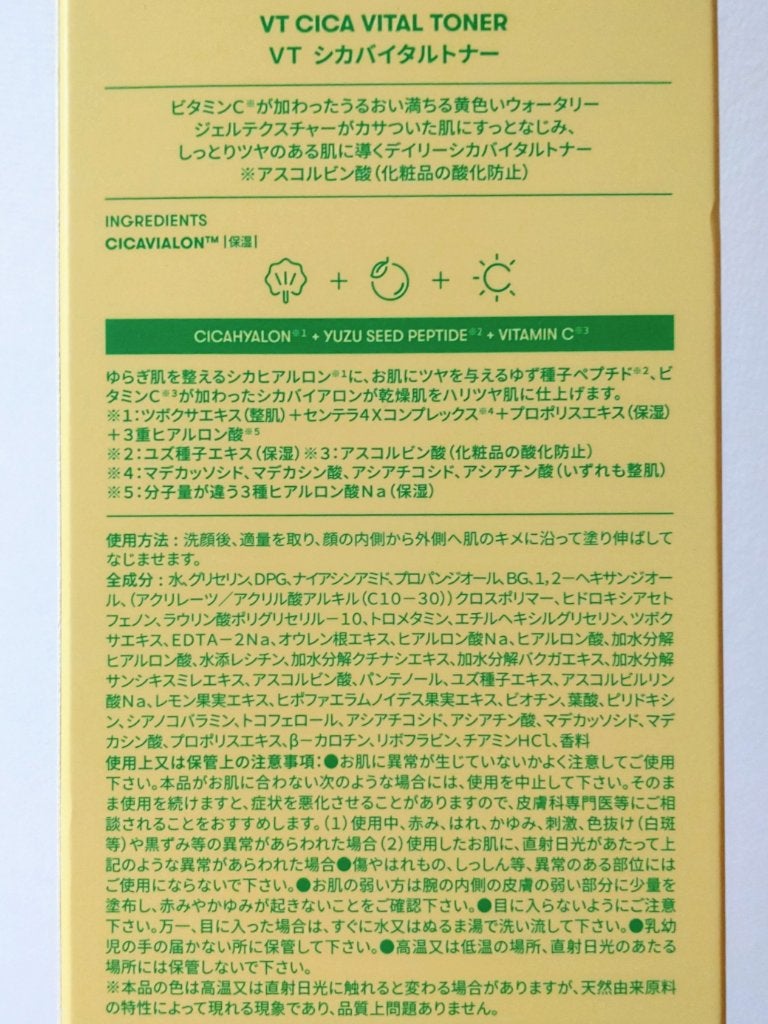 VT CICA VITAL TONER
VT シカバイタルトナー
ビタミンC※が加わったうるおい満ちる黄色いウォータリー
ジェルテクスチャーがカサついた肌にすっとなじみ、
しっとりツヤのある肌に導くデイリーシカバイタルトナー
※アスコルビン酸(化粧品の酸化防止)
INGREDIENTS
CICAVIALON™ |保湿|
+ +
CICAHYALON※1 + YUZU SEED PEPTIDE※2 + VITAMIN C※3
ゆらぎ肌を整えるシカヒアルロン※1に、お肌にツヤを与えるゆず種子ペプチド※2、ビ
タミンC※3が加わったシカバイアロンが乾燥肌をハリツヤ肌に仕上げます。
※1:ツボクサエキス(整肌)+センテラ4Xコンプレックス※4+プロポリスエキス(保湿)
+3重ヒアルロン酸※5
※2:ユズ種子エキス(保湿)※3:アスコルビン酸(化粧品の酸化防止)
※4:マデカッソシド、マデカシン酸、アシアチコシド、アシアチン酸(いずれも整肌)
※5:分子量が違う3種ヒアルロン酸Na(保湿)
使用方法:洗顔後、適量を取り、顔の内側から外側へ肌のキメに沿って塗り伸ばして
なじませます。
全成分:水、グリセリン、DPG、ナイアシンアミド、プロパンジオール、BG、1,2-ヘキサンジオー
ル、(アクリレーツ/アクリル酸アルキル(C10-30))クロスポリマー、ヒドロキシアセト
フェノン、ラウリン酸ポリグリセリル-10、トロメタミン、エチルヘキシルグリセリン、ツボク
サエキス、EDTA-2Na、オウレン根エキス、ヒアルロン酸Na、ヒアルロン酸、加水分解
ヒアルロン酸、水添レシチン、加水分解クチナシエキス、加水分解バクガエキス、加水分解
サンシキスミレエキス、アスコルビン酸、パンテノール、ユズ種子エキス、アスコルビルリン
酸Na、レモン果実エキス、ヒポファエラムノイデス果実エキス、ビオチン、葉酸、ピリドキシ
ン、シアノコバラミン、トコフェロール、アシアチコシド、アシアチン酸、マデカッソシド、マデ
カシン酸、プロポリスエキス、β-カロチン、リボフラビン、チアミンHCl、香料
使用上又は保管上の注意事項:●お肌に異常が生じていないかよく注意してご使用
下さい。本品がお肌に合わない次のような場合には、使用を中止して下さい。そのま
ま使用を続けますと、症状を悪化させることがありますので、皮膚科専門医等にご相
談されることをおすすめします。(1)使用中、赤み、はれ、かゆみ、刺激、色抜け(白斑
等)や黒ずみ等の異常があらわれた場合(2)使用したお肌に、直射日光があたって上
記のような異常があらわれた場合●傷やはれもの、しっしん等、異常のある部位には
ご使用にならないで下さい。●お肌の弱い方は腕の内側の皮膚の弱い部分に少量を
塗布し、赤みやかゆみが起きないことをご確認下さい。●目に入らないようにご注意
下さい。万一、目に入った場合は、すぐに水又はぬるま湯で洗い流して下さい。●乳幼
児の手の届かない所に保管して下さい。●高温又は低温の場所、直射日光のあたる
場所には保管しないで下さい。
※本品の色は高温又は直射日光に触れると変わる場合がありますが、天然由来原料
の特性によって現れる現象であり、品質上問題ありません。